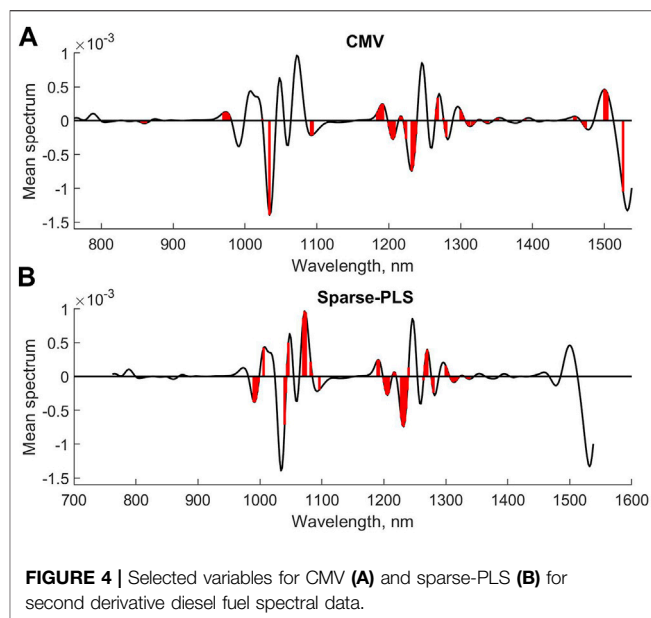 A
CMV
×10⁻³
1
0.5
0
-0.5
-1
-1.5
Mean spectrum
800 900 1000 1100 1200 1300 1400 1500
Wavelength, nm
B
Sparse-PLS
×10⁻³
1
0.5
0
-0.5
-1
-1.5
Mean spectrum
700 800 900 1000 1100 1200 1300 1400 1500 1600
Wavelength, nm
FIGURE 4 | Selected variables for CMV (A) and sparse-PLS (B) for
second derivative diesel fuel spectral data.